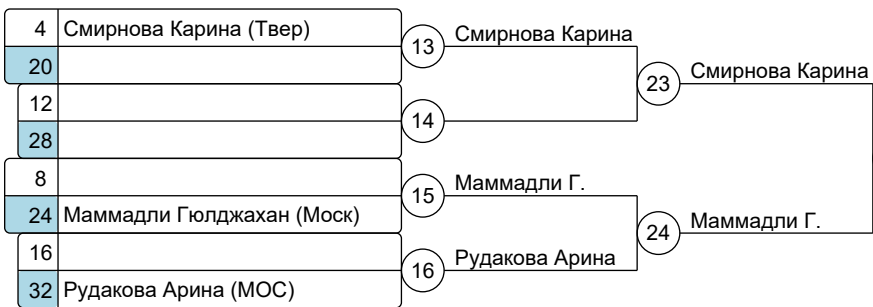 4 Смирнова Карина (Твер)
20
12
28
8
24 Маммадли Гюлджахан (Моск)
16
32 Рудакова Арина (МОС)
13 Смирнова Карина
14
15 Маммадли Г.
16 Рудакова Арина
23 Смирнова Карина
24 Маммадли Г.